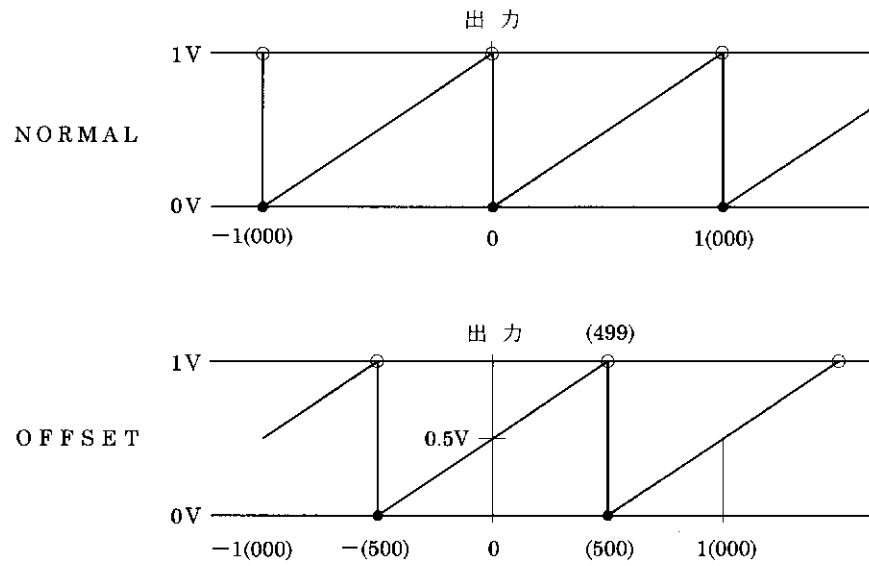 出 力
1V
NORMAL
0V
−1(000) 0 1(000)
出 力 (499)
1V
OFFSET 0.5V
0V
−1(000) −(500) 0 (500) 1(000)